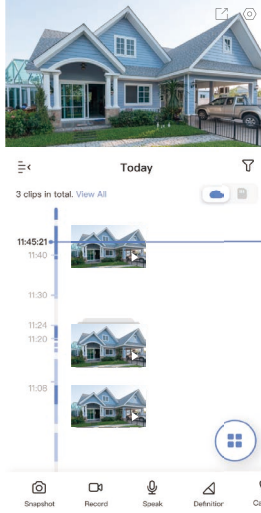 Today
3 clips in total. View All
11:45:21
11:40
11:30
11:24
11:20
11:08
Snapshot
Record
Speak
Definition